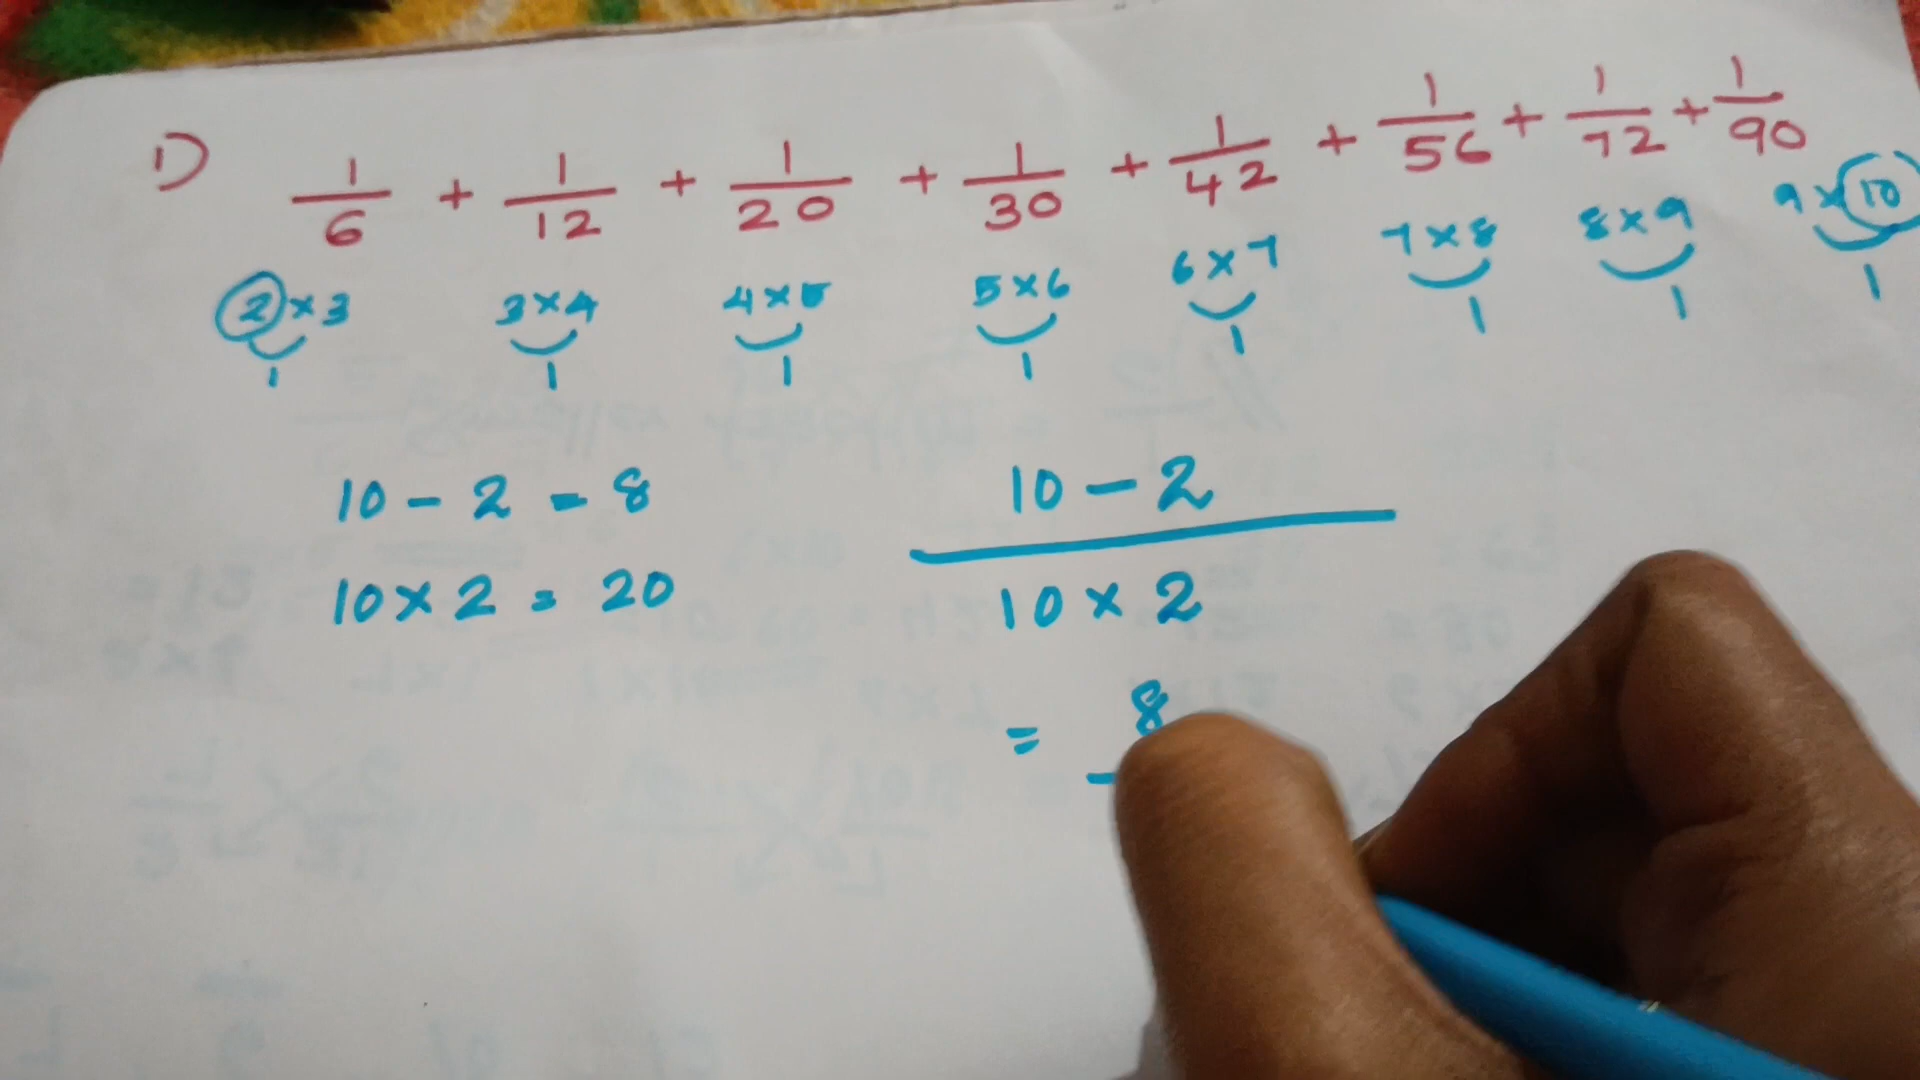 1) 1/6 + 1/12 + 1/20 + 1/30 + 1/42 + 1/56 + 1/72 + 1/90
2×3 3×4 4×5 5×6 6×7 7×8 8×9 9×10
1 1 1 1 1 1 1 1
10 - 2 = 8
10 × 2 = 20
10 - 2
10 × 2
= 8